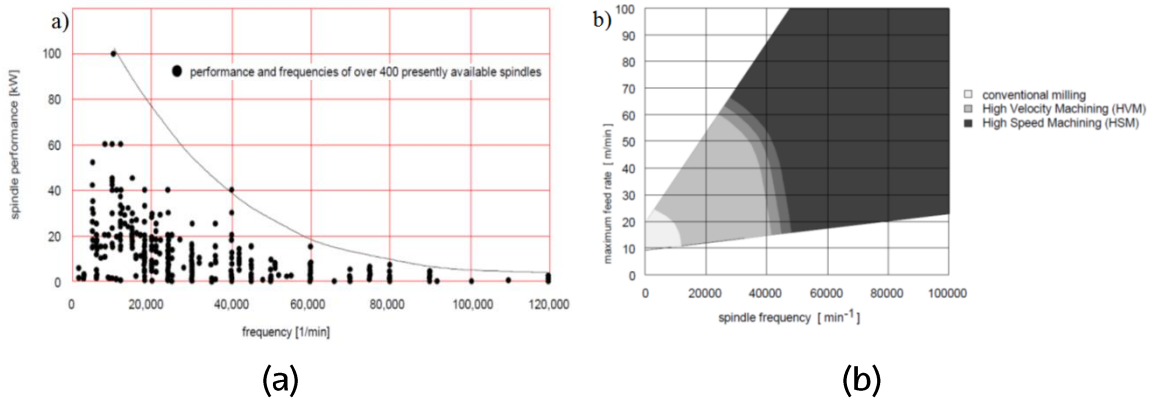 a)
spindle performance [kW]
100
80
60
40
20
0
performance and frequencies of over 400 presently available spindles
0 20,000 40,000 60,000 80,000 100,000 120,000
frequency [1/min]
(a)
b)
maximum feed rate [ m/min]
100
90
80
70
60
50
40
30
20
10
0
0 20000 40000 60000 80000 100000
spindle frequency [ min-1 ]
conventional milling
High Velocity Machining (HVM)
High Speed Machining (HSM)
(b)